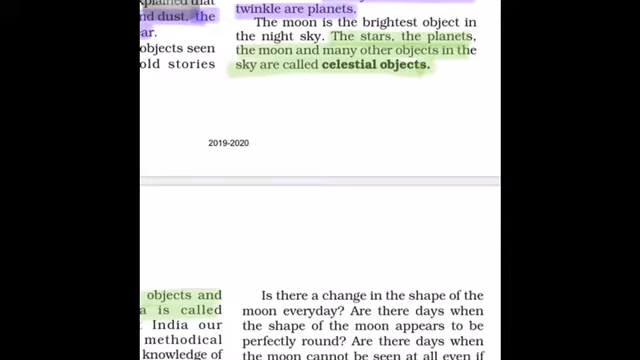 xplained that
nd dust, the
ar.
objects seen
old stories
twinkle are planets.
The moon is the brightest object in
the night sky. The stars, the planets,
the moon and many other objects in the
sky are called celestial objects.
2019-2020
objects and
a is called
India our
methodical
knowledge of
Is there a change in the shape of the
moon everyday? Are there days when
the shape of the moon appears to be
perfectly round? Are there days when
the moon cannot be seen at all even if